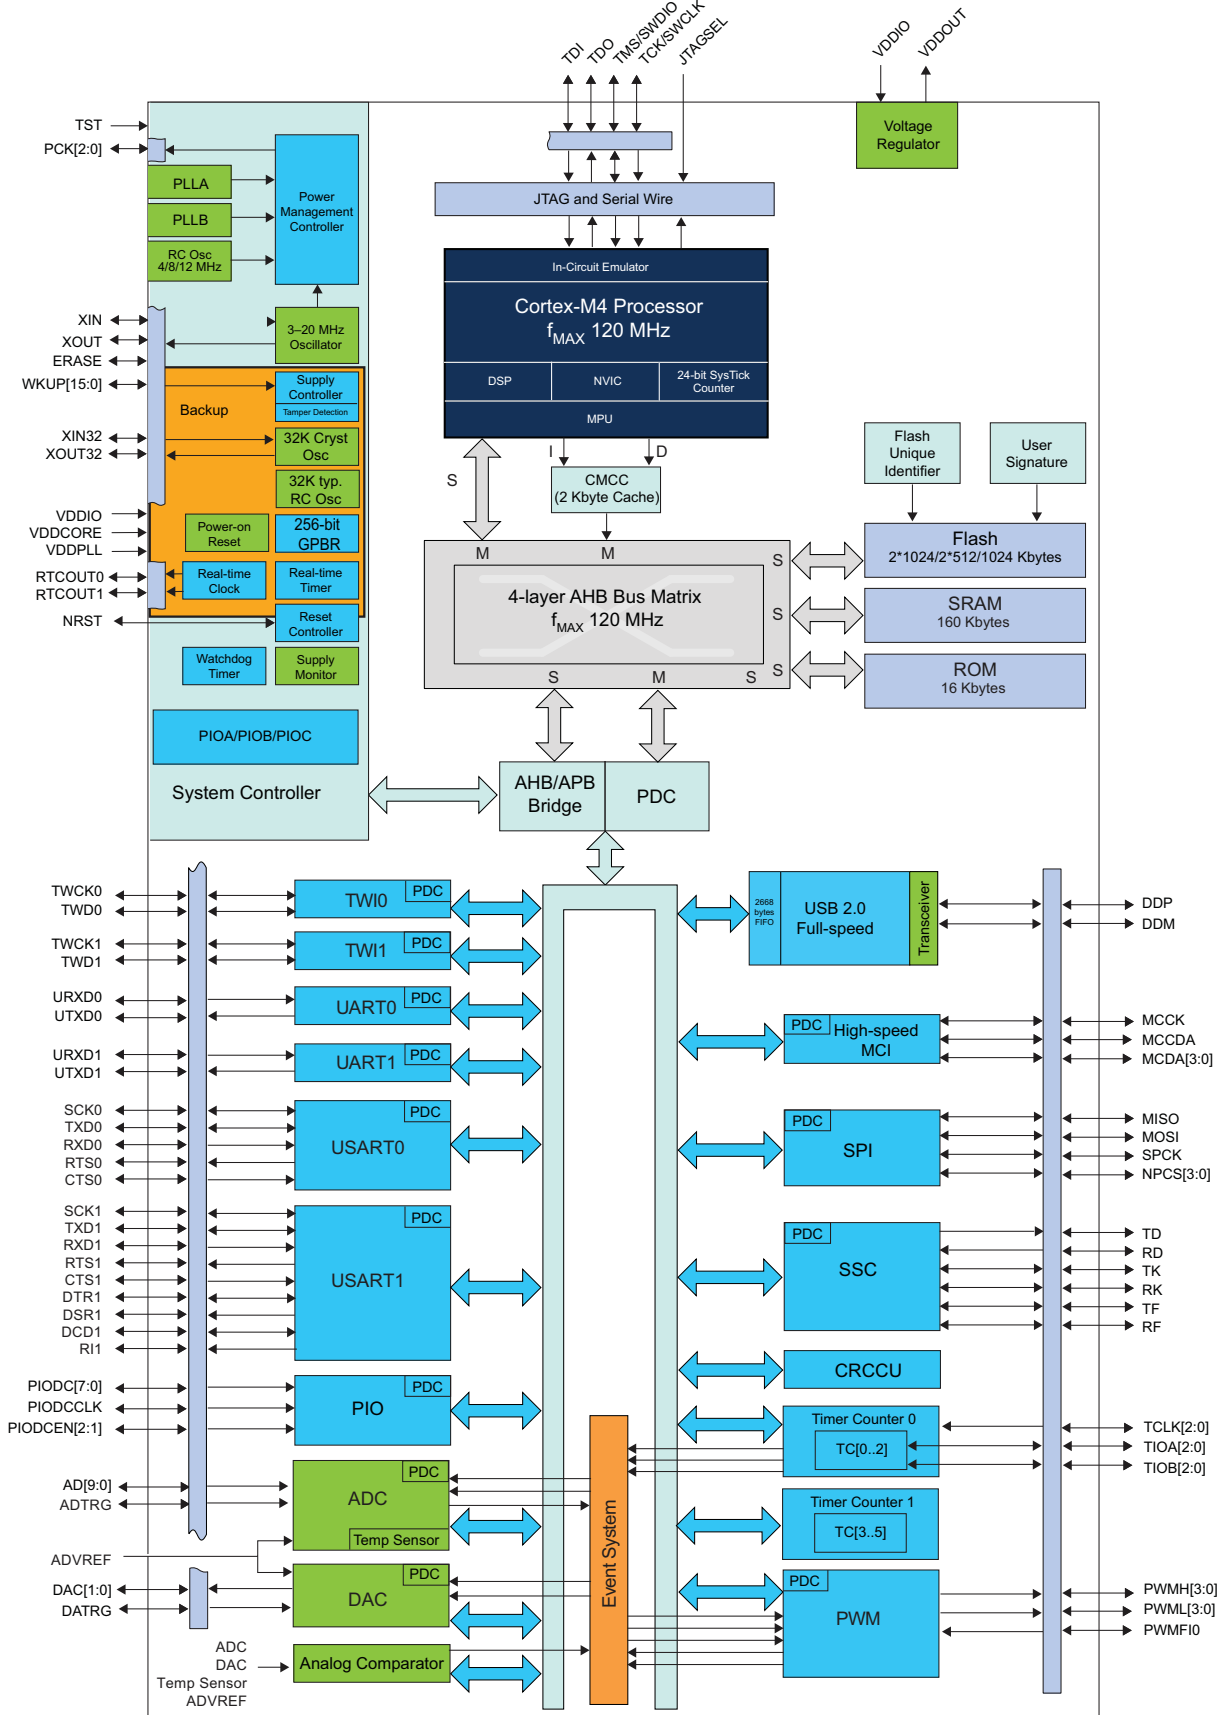 TDI
TDO
TMS/SWDIO
TCK/SWCLK
JTAGSEL
VDDIO
VDDOUT
TST
PCK[2:0]
PLLA
PLLB
RC Osc
4/8/12 MHz
Power
Management
Controller
Voltage
Regulator
JTAG and Serial Wire
In-Circuit Emulator
Cortex-M4 Processor
fMAX 120 MHz
DSP
NVIC
24-bit SysTick
Counter
MPU
XIN
XOUT
ERASE
WKUP[15:0]
3–20 MHz
Oscillator
Backup
Supply
Controller
Tamper Detection
XIN32
XOUT32
32K Cryst
Osc
32K typ.
RC Osc
VDDIO
VDDCORE
VDDPLL
Power-on
Reset
256-bit
GPBR
RTCOUT0
RTCOUT1
Real-time
Clock
Real-time
Timer
NRST
Reset
Controller
Watchdog
Timer
Supply
Monitor
PIOA/PIOB/PIOC
System Controller
S
I
D
CMCC
(2 Kbyte Cache)
M
M
S
S
S
4-layer AHB Bus Matrix
fMAX 120 MHz
S
M
S
Flash
Unique
Identifier
User
Signature
Flash
2*1024/2*512/1024 Kbytes
SRAM
160 Kbytes
ROM
16 Kbytes
AHB/APB
Bridge
PDC
TWCK0
TWD0
TWI0
PDC
TWCK1
TWD1
TWI1
PDC
URXD0
UTXD0
UART0
PDC
URXD1
UTXD1
UART1
PDC
SCK0
TXD0
RXD0
RTS0
CTS0
USART0
PDC
SCK1
TXD1
RXD1
RTS1
CTS1
DTR1
DSR1
DCD1
RI1
USART1
PDC
PIODC[7:0]
PIODCCLK
PIODCEN[2:1]
PIO
PDC
AD[9:0]
ADTRG
ADC
PDC
Temp Sensor
ADVREF
DAC[1:0]
DATRG
DAC
PDC
ADC
DAC
Temp Sensor
ADVREF
Analog Comparator
Event System
2668
bytes
FIFO
USB 2.0
Full-speed
Transceiver
DDP
DDM
PDC
High-speed
MCI
MCCK
MCCDA
MCDA[3:0]
PDC
SPI
MISO
MOSI
SPCK
NPCS[3:0]
PDC
SSC
TD
RD
TK
RK
TF
RF
CRCCU
Timer Counter 0
TC[0..2]
TCLK[2:0]
TIOA[2:0]
TIOB[2:0]
Timer Counter 1
TC[3..5]
PDC
PWM
PWMH[3:0]
PWML[3:0]
PWMFI0